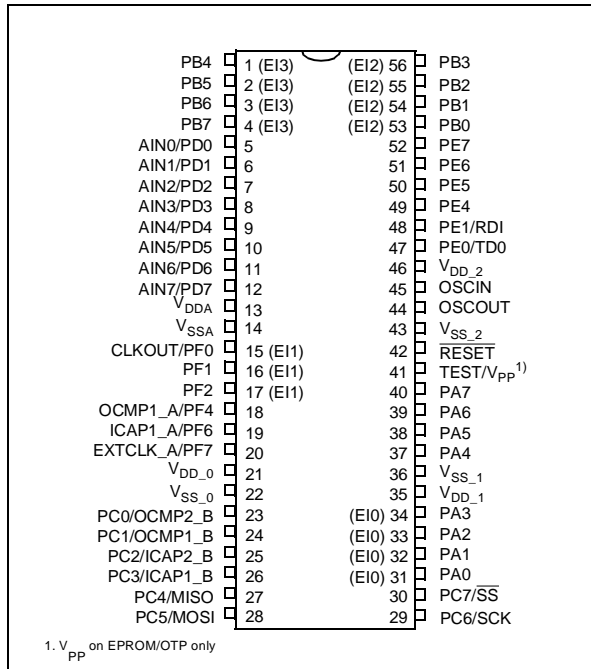 PB4 1 (EI3) (EI2) 56 PB3
PB5 2 (EI3) (EI2) 55 PB2
PB6 3 (EI3) (EI2) 54 PB1
PB7 4 (EI3) (EI2) 53 PB0
AIN0/PD0 5 52 PE7
AIN1/PD1 6 51 PE6
AIN2/PD2 7 50 PE5
AIN3/PD3 8 49 PE4
AIN4/PD4 9 48 PE1/RDI
AIN5/PD5 10 47 PE0/TD0
AIN6/PD6 11 46 VDD_2
AIN7/PD7 12 45 OSCIN
VDDA 13 44 OSCOUT
VSSA 14 43 VSS_2
CLKOUT/PF0 15 (EI1) 42 RESET
PF1 16 (EI1) 41 TEST/VPP1)
PF2 17 (EI1) 40 PA7
OCMP1_A/PF4 18 39 PA6
ICAP1_A/PF6 19 38 PA5
EXTCLK_A/PF7 20 37 PA4
VDD_0 21 36 VSS_1
VSS_0 22 35 VDD_1
PC0/OCMP2_B 23 (EI0) 34 PA3
PC1/OCMP1_B 24 (EI0) 33 PA2
PC2/ICAP2_B 25 (EI0) 32 PA1
PC3/ICAP1_B 26 (EI0) 31 PA0
PC4/MISO 27 30 PC7/SS
PC5/MOSI 28 29 PC6/SCK
1. VPP on EPROM/OTP only